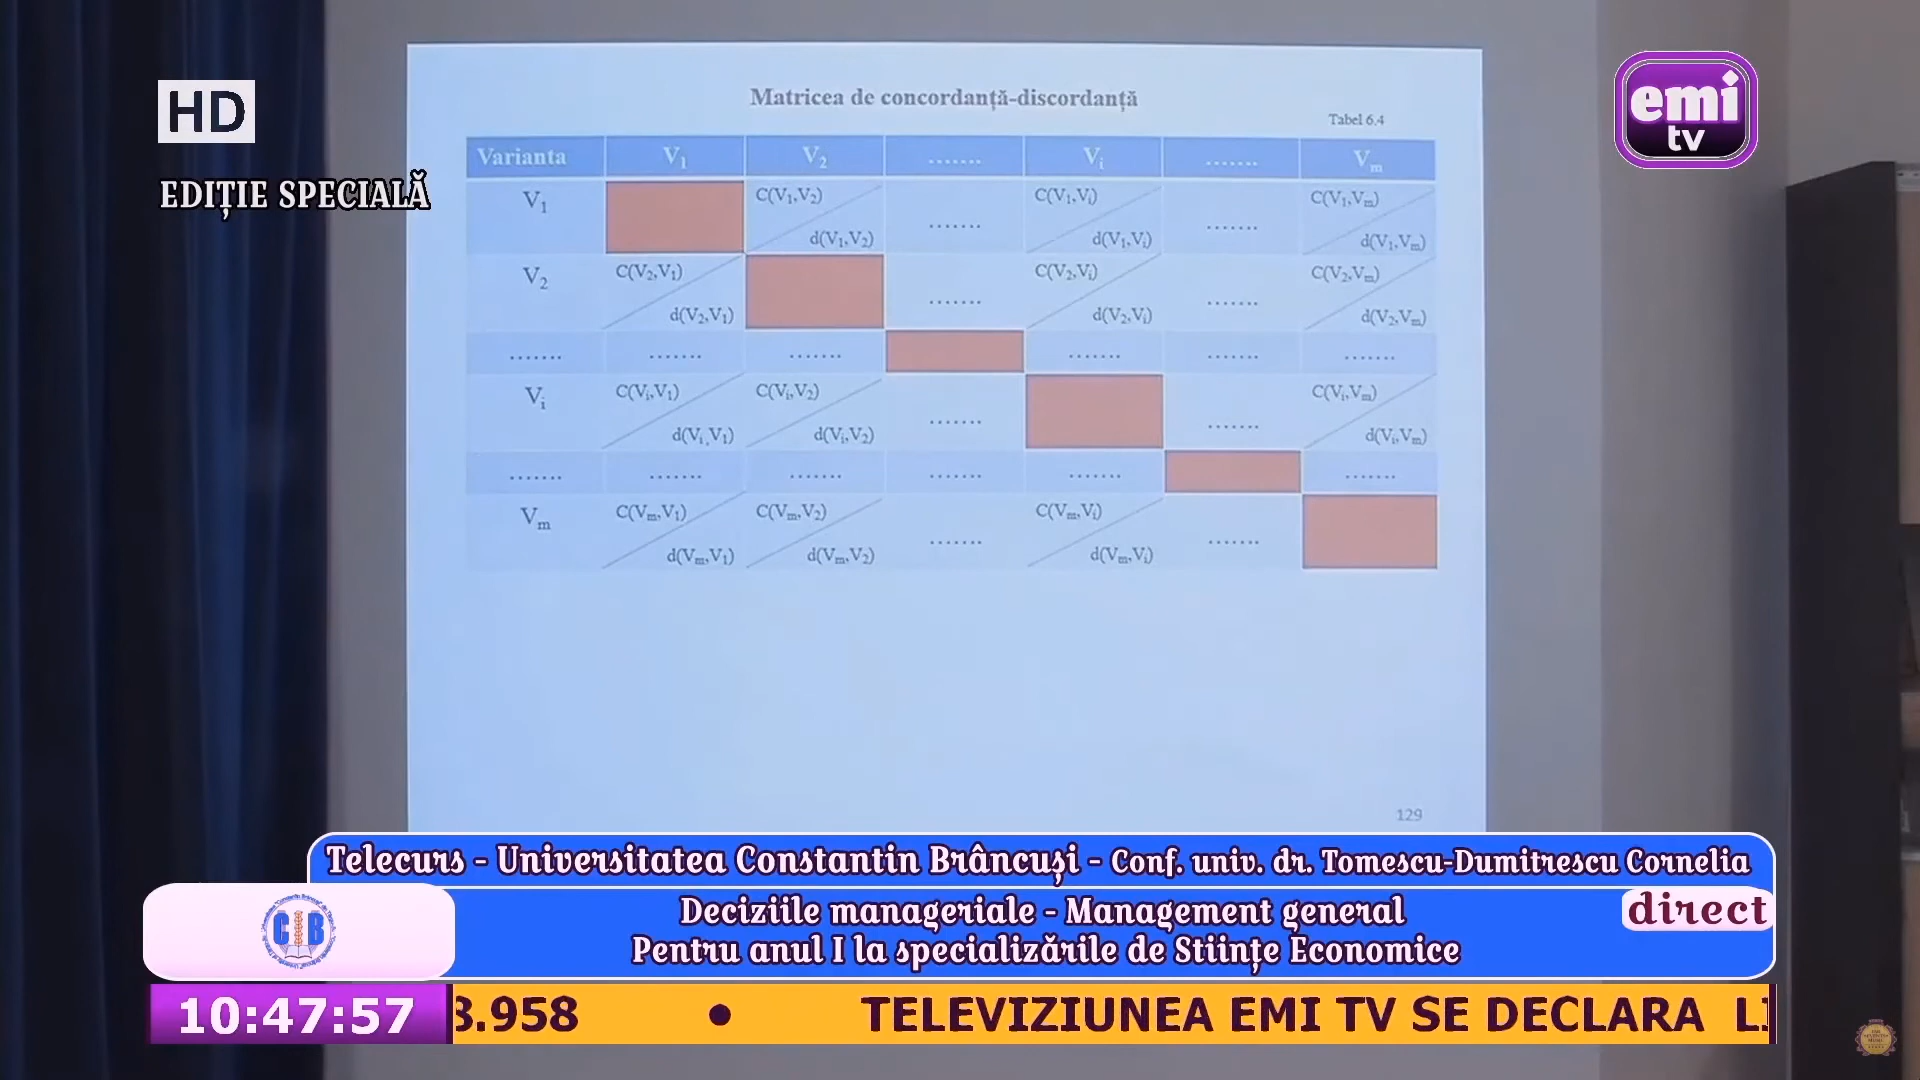 HD
EDIȚIE SPECIALĂ
emi
tv
Matricea de concordanță-discordanță
Tabel 6.4
Varianta V₁ V₂ ....... Vᵢ ....... Vₘ
V₁ C(V₁,V₂) d(V₁,V₂) ....... C(V₁,Vᵢ) d(V₁,Vᵢ) ....... C(V₁,Vₘ) d(V₁,Vₘ)
V₂ C(V₂,V₁) d(V₂,V₁) ....... C(V₂,Vᵢ) d(V₂,Vᵢ) ....... C(V₂,Vₘ) d(V₂,Vₘ)
....... ....... ....... ....... ....... .......
Vᵢ C(Vᵢ,V₁) d(Vᵢ,V₁) C(Vᵢ,V₂) d(Vᵢ,V₂) ....... ....... C(Vᵢ,Vₘ) d(Vᵢ,Vₘ)
....... ....... ....... ....... ....... .......
Vₘ C(Vₘ,V₁) d(Vₘ,V₁) C(Vₘ,V₂) d(Vₘ,V₂) ....... C(Vₘ,Vᵢ) d(Vₘ,Vᵢ) .......
129
Telecurs - Universitatea Constantin Brâncuși - Conf. univ. dr. Tomescu-Dumitrescu Cornelia
Deciziile manageriale - Management general
direct
Pentru anul I la specializările de Stiințe Economice
CB
10:47:57 3.958 • TELEVIZIUNEA EMI TV SE DECLARA